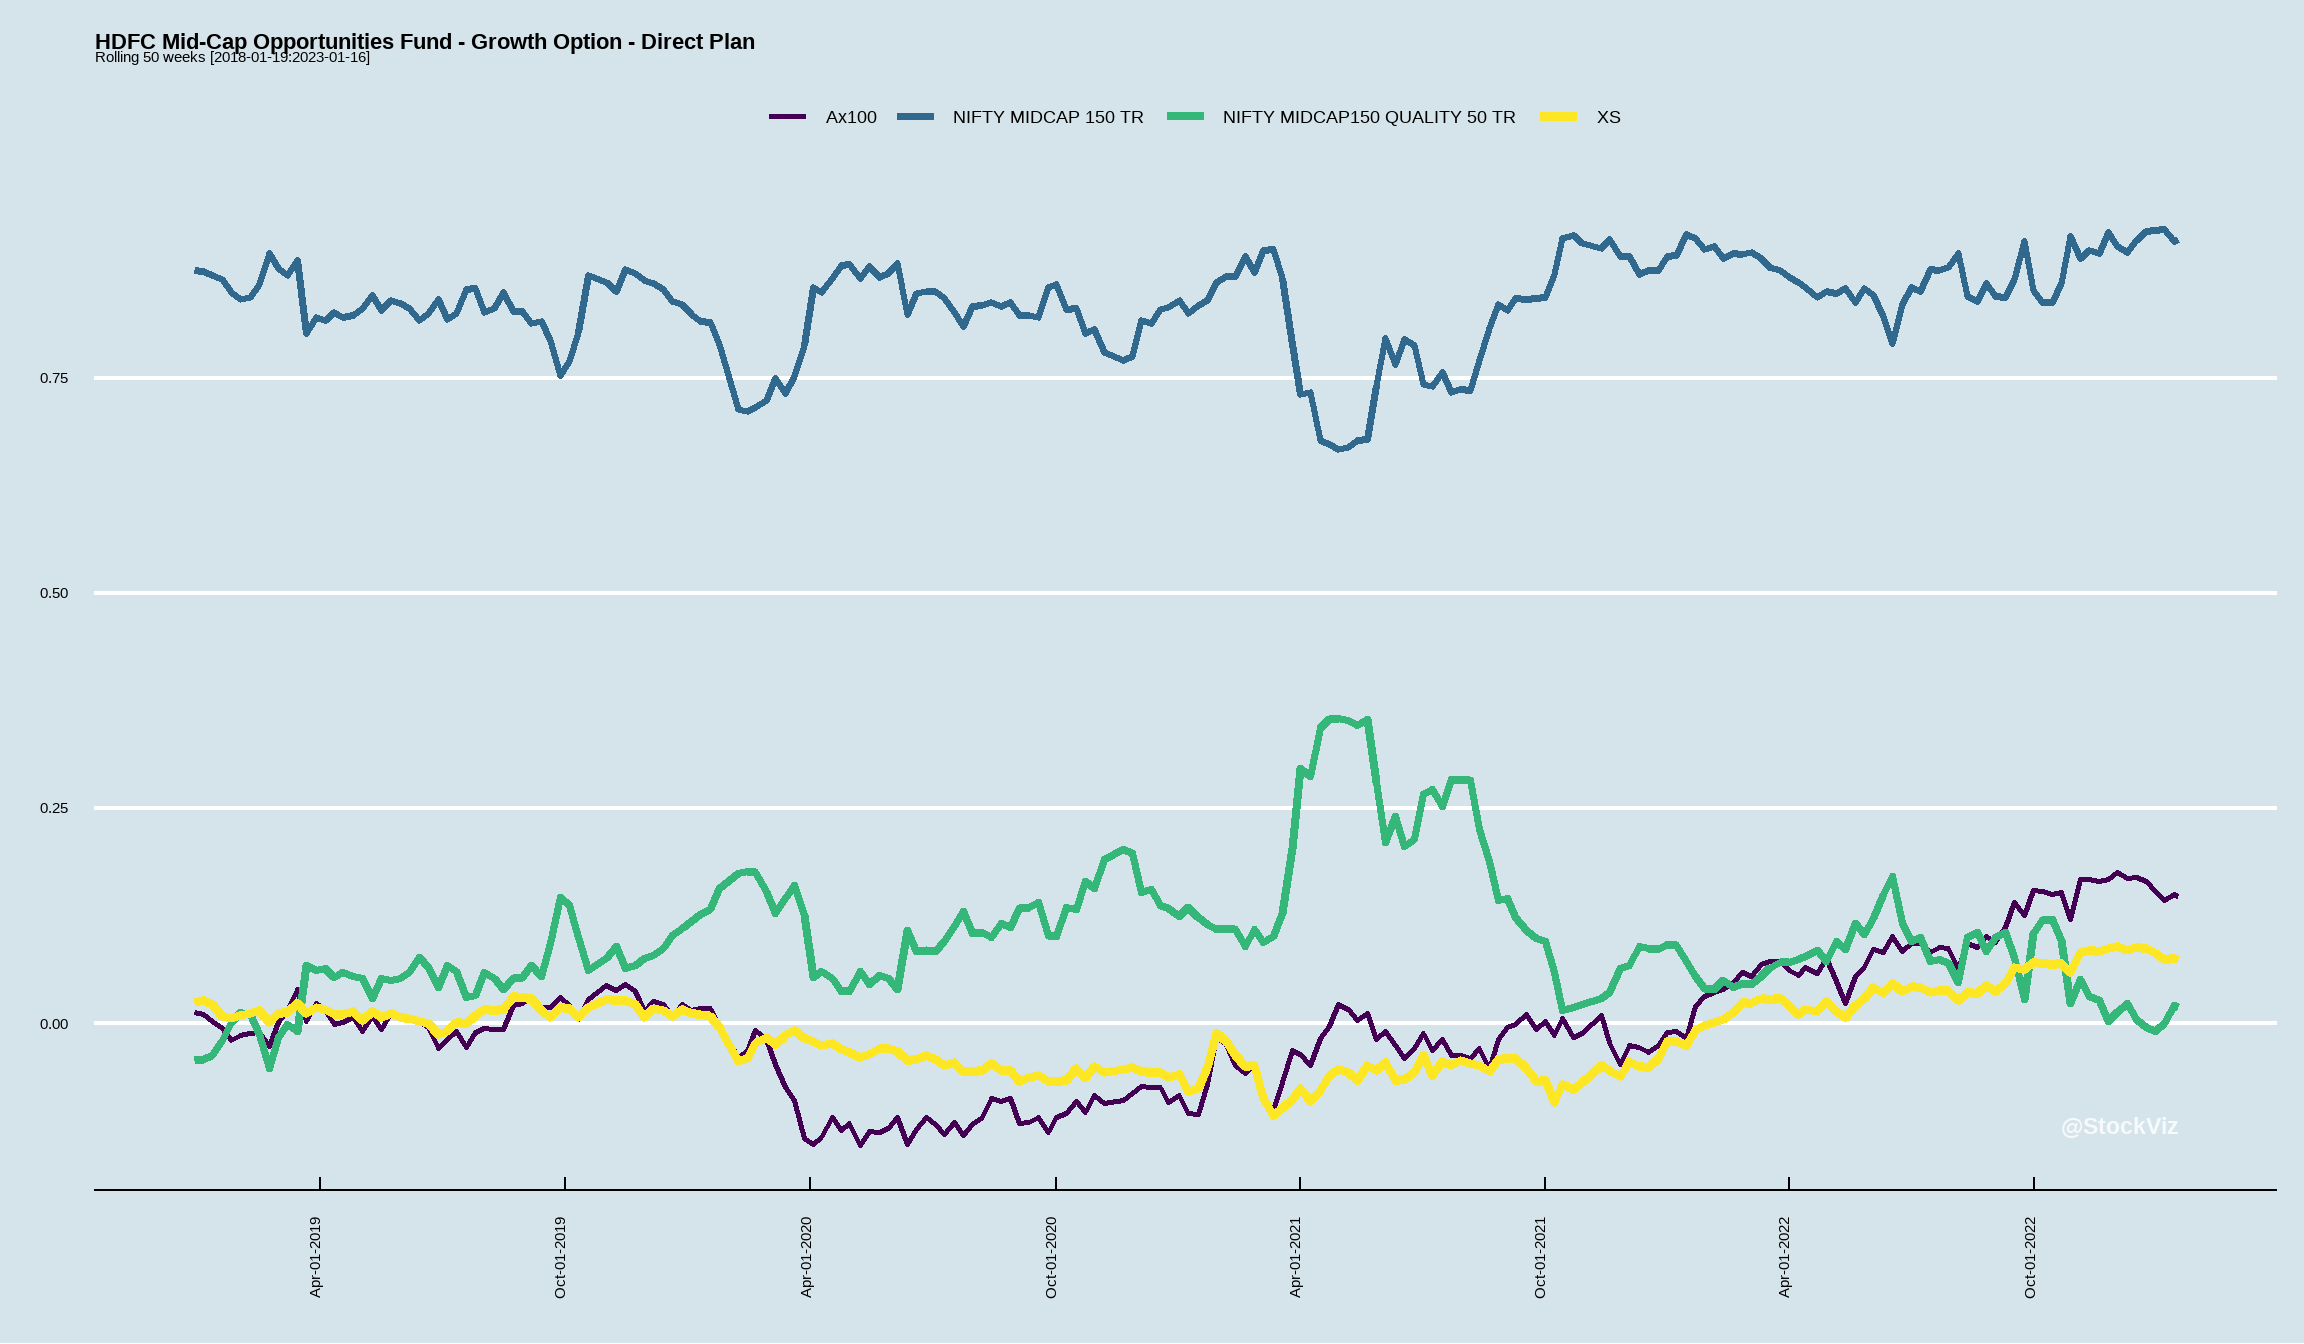 HDFC Mid-Cap Opportunities Fund - Growth Option - Direct Plan
Rolling 50 weeks [2018-01-19:2023-01-16]
Ax100 NIFTY MIDCAP 150 TR NIFTY MIDCAP150 QUALITY 50 TR XS
0.75
0.50
0.25
0.00
@StockViz
Apr-01-2019
Oct-01-2019
Apr-01-2020
Oct-01-2020
Apr-01-2021
Oct-01-2021
Apr-01-2022
Oct-01-2022